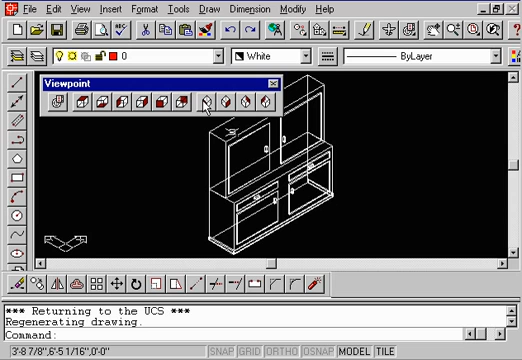 File Edit View Insert Format Tools Draw Dimension Modify Help
ABC
0 White ByLayer
Viewpoint
*** Returning to the UCS ***
Regenerating drawing.
Command:
3'-8 7/8",6'-5 1/16",0'-0" SNAP GRID ORTHO OSNAP MODEL TILE